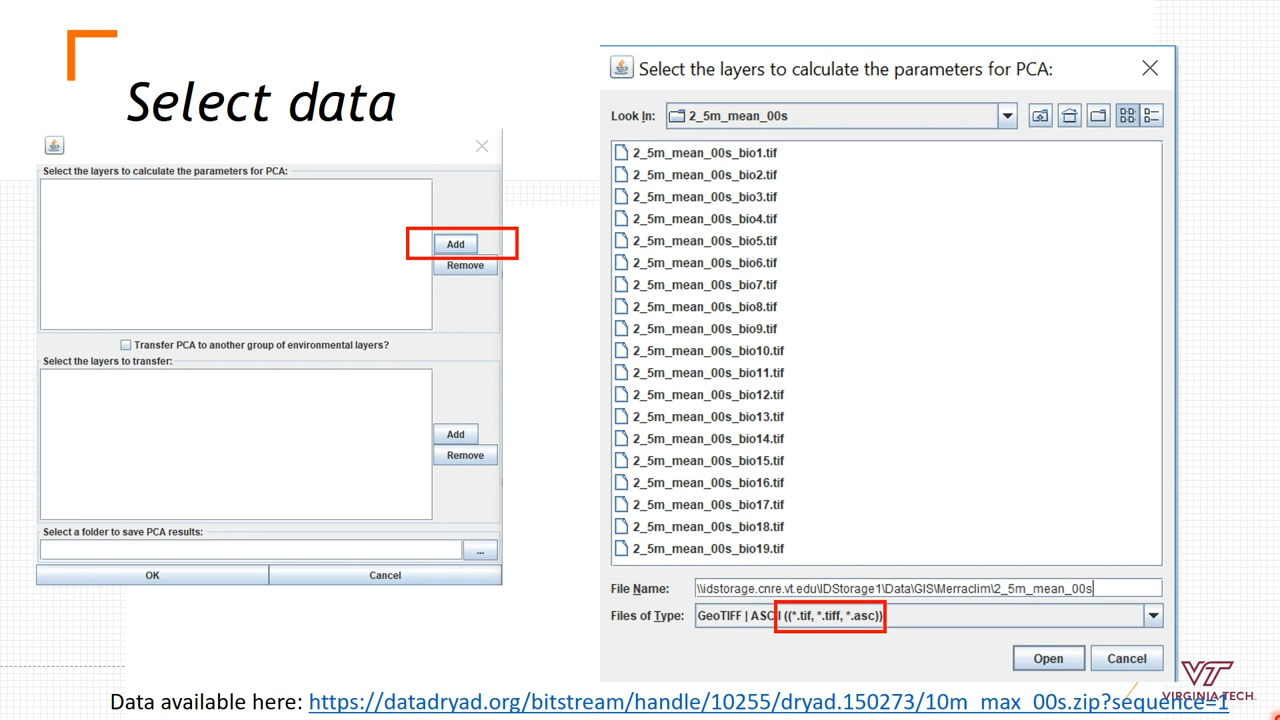 Select data
Select the layers to calculate the parameters for PCA:
Add
Remove
Transfer PCA to another group of environmental layers?
Select the layers to transfer:
Add
Remove
Select a folder to save PCA results:
...
OK
Cancel
Select the layers to calculate the parameters for PCA:
Look In:
2_5m_mean_00s
2_5m_mean_00s_bio1.tif
2_5m_mean_00s_bio2.tif
2_5m_mean_00s_bio3.tif
2_5m_mean_00s_bio4.tif
2_5m_mean_00s_bio5.tif
2_5m_mean_00s_bio6.tif
2_5m_mean_00s_bio7.tif
2_5m_mean_00s_bio8.tif
2_5m_mean_00s_bio9.tif
2_5m_mean_00s_bio10.tif
2_5m_mean_00s_bio11.tif
2_5m_mean_00s_bio12.tif
2_5m_mean_00s_bio13.tif
2_5m_mean_00s_bio14.tif
2_5m_mean_00s_bio15.tif
2_5m_mean_00s_bio16.tif
2_5m_mean_00s_bio17.tif
2_5m_mean_00s_bio18.tif
2_5m_mean_00s_bio19.tif
File Name: \\idstorage.cnre.vt.edu\IDStorage1\Data\GIS\Merraclim\2_5m_mean_00s
Files of Type: GeoTIFF | ASCII ((*.tif, *.tiff, *.asc))
Open
Cancel
VT
VIRGINIA TECH.
Data available here: https://datadryad.org/bitstream/handle/10255/dryad.150273/10m_max_00s.zip?sequence=1